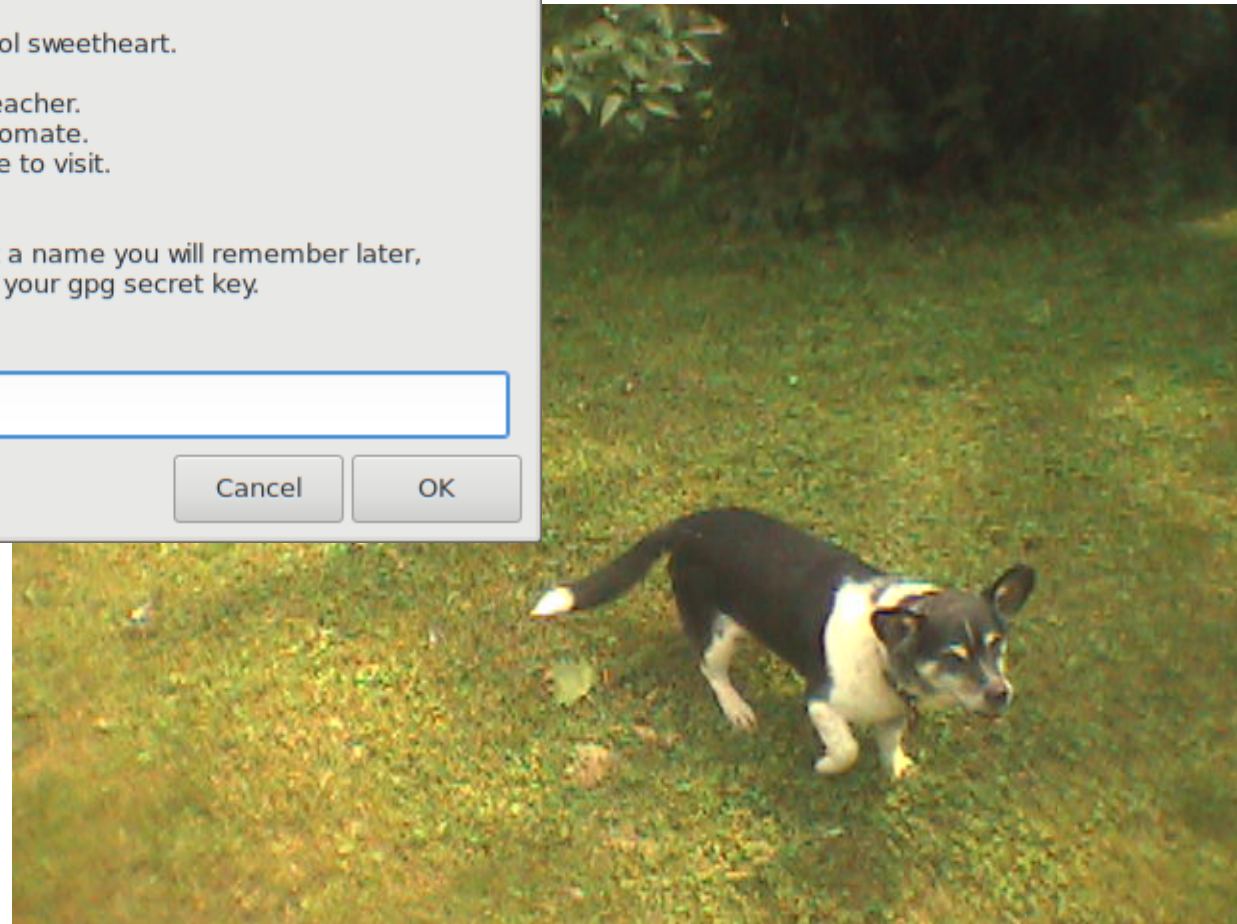 ol sweetheart.
eacher.
omate.
e to visit.
a name you will remember later,
your gpg secret key.
Cancel
OK